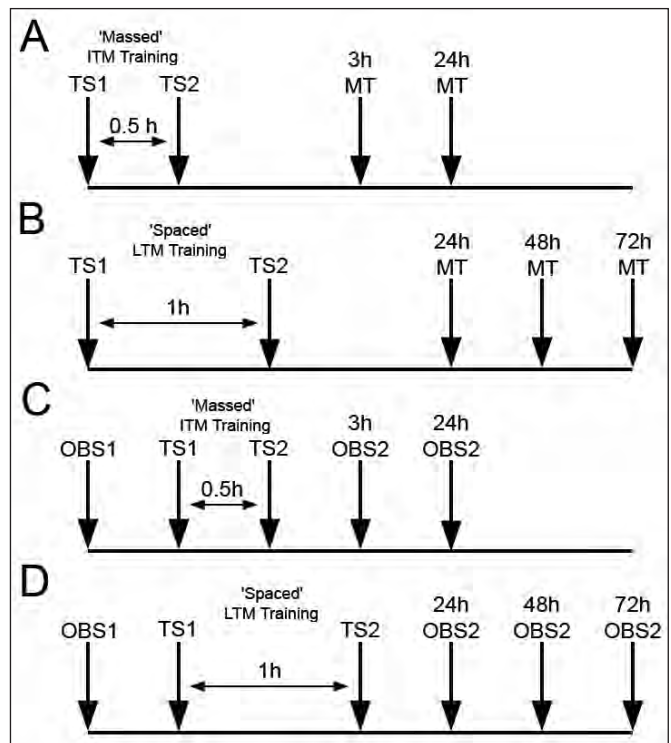 A
'Massed'
ITM Training
TS1 TS2
3h 24h
MT MT
0.5 h
B
'Spaced'
LTM Training
TS1 TS2
24h 48h 72h
MT MT MT
1h
C
'Massed'
ITM Training
3h 24h
OBS1 TS1 TS2 OBS2 OBS2
0.5h
D
'Spaced'
LTM Training
24h 48h 72h
OBS1 TS1 TS2 OBS2 OBS2 OBS2
1h